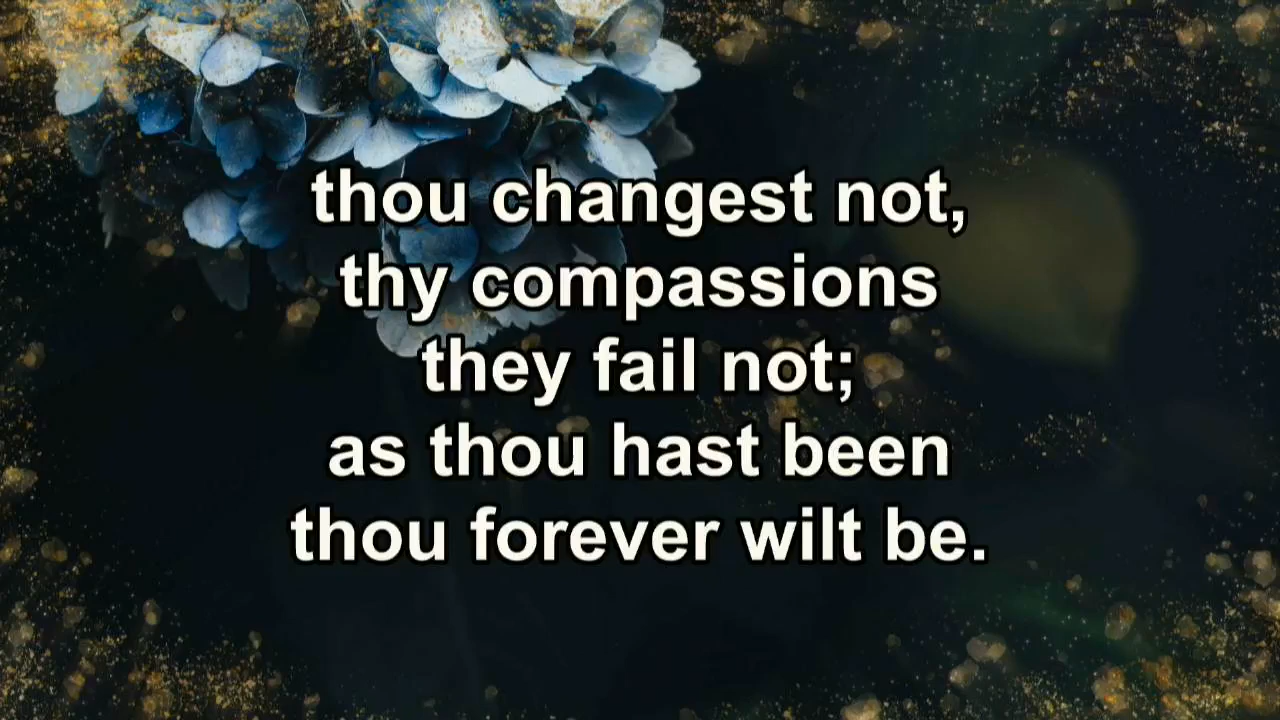 thou changest not,
thy compassions
they fail not;
as thou hast been
thou forever wilt be.